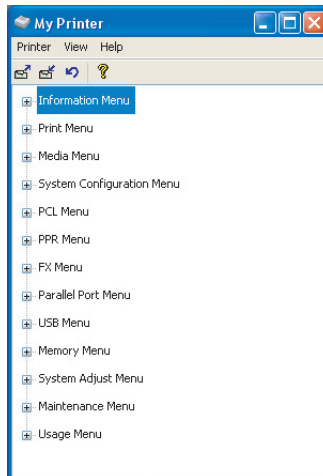 My Printer
Printer View Help
Information Menu
Print Menu
Media Menu
System Configuration Menu
PCL Menu
PPR Menu
FX Menu
Parallel Port Menu
USB Menu
Memory Menu
System Adjust Menu
Maintenance Menu
Usage Menu